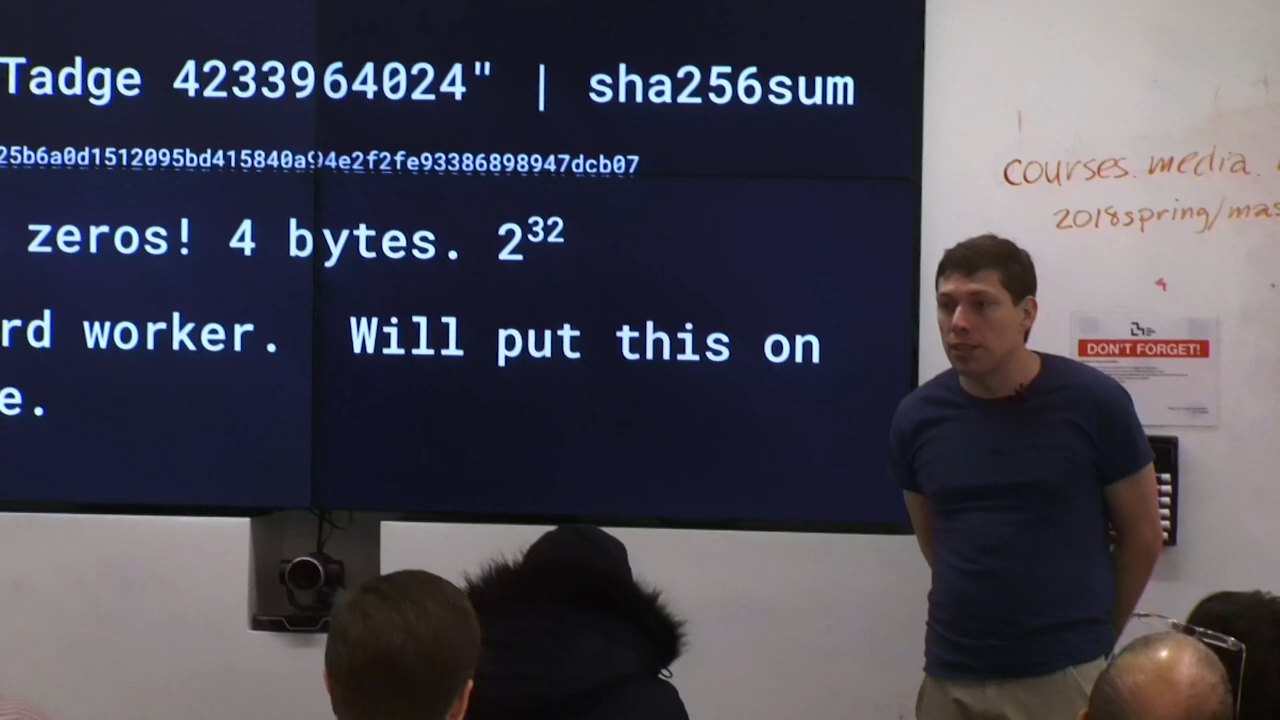 Tadge 4233964024" | sha256sum
25b6a0d1512095bd415840a94e2f2fe93386898947dcb07
zeros! 4 bytes. 2³²
rd worker. Will put this on
e.
courses.media.
2018spring/mas
DON'T FORGET!